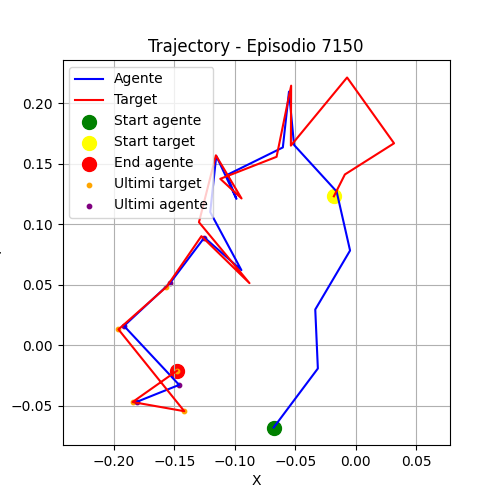 Trajectory - Episodio 7150
Agente
Target
Start agente
Start target
End agente
Ultimi target
Ultimi agente
0.20
0.15
0.10
0.05
0.00
−0.05
−0.20
−0.15
−0.10
−0.05
0.00
0.05
X